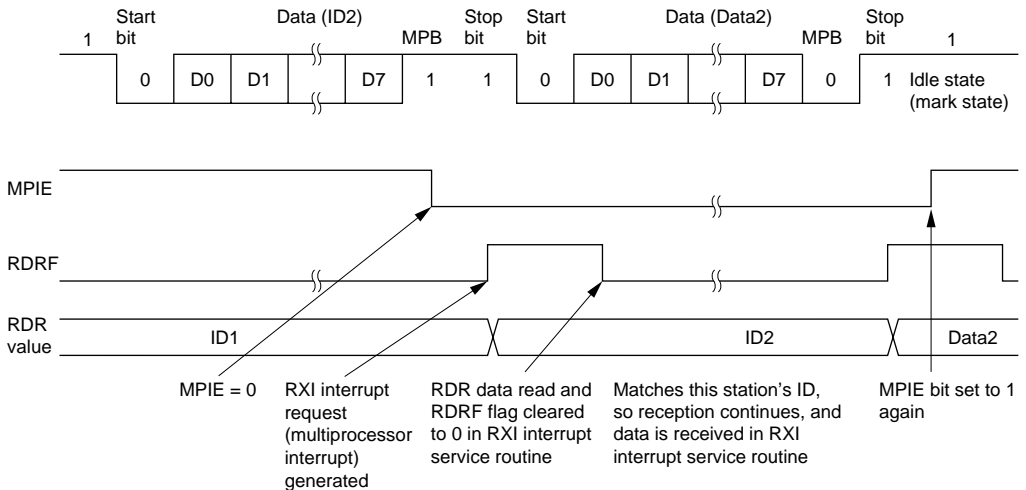 Start bit Data (ID2) Stop bit Start bit Data (Data2) Stop bit
1 MPB MPB 1
0 D0 D1 D7 1 1 0 D0 D1 D7 0 1 Idle state (mark state)
MPIE
RDRF
RDR value ID1 ID2 Data2
MPIE = 0
RXI interrupt
request
(multiprocessor
interrupt)
generated
RDR data read and
RDRF flag cleared
to 0 in RXI interrupt
service routine
Matches this station's ID,
so reception continues, and
data is received in RXI
interrupt service routine
MPIE bit set to 1
again